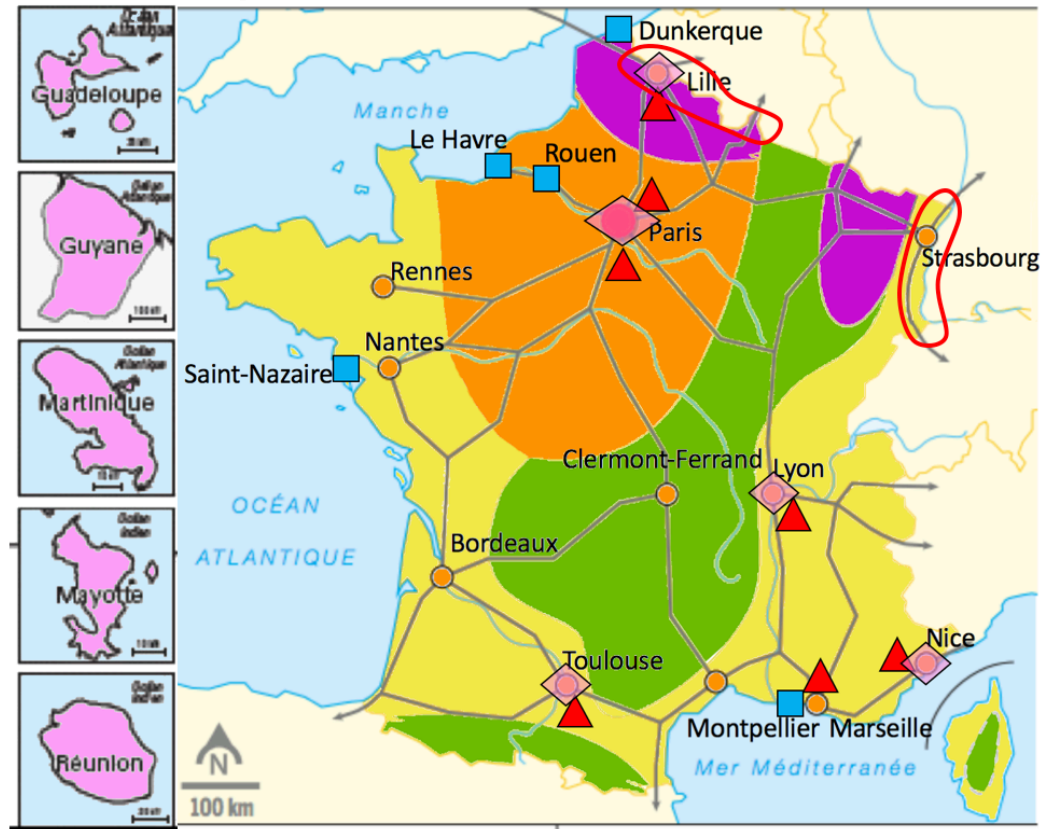 Atlantique
Guadeloupe
Guyane
Martinique
Mayotte
Réunion
Dunkerque
Lille
Manche
Le Havre
Rouen
Paris
Strasbourg
Rennes
Nantes
Saint-Nazaire
Clermont-Ferrand
Lyon
OCÉAN
ATLANTIQUE
Bordeaux
Toulouse
Nice
Montpellier
Marseille
Mer Méditerranée
N
100 km